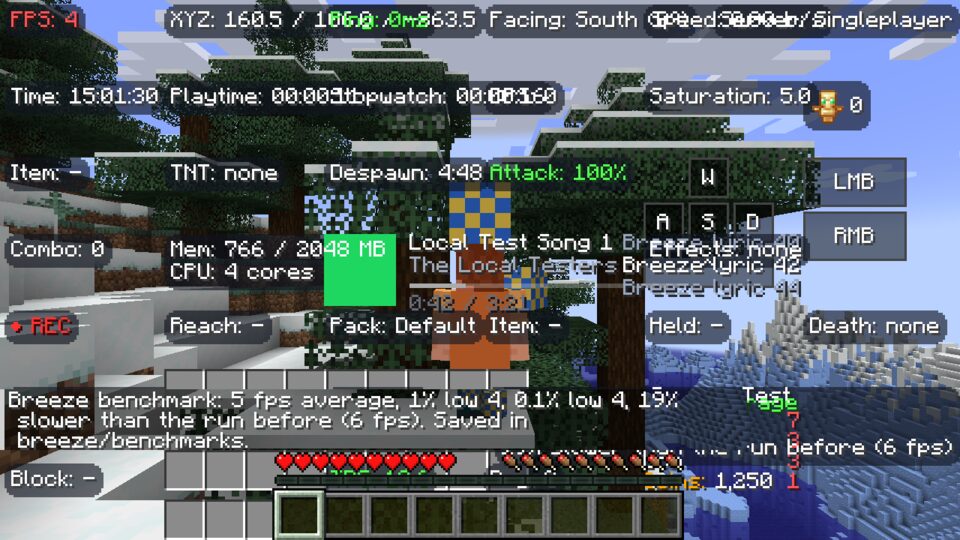 FPS: 4
XYZ: 160.5 /
Facing: South
Singleplayer
Time: 15:01:30
Playtime:
Stopwatch:
Saturation: 5.0
0
Item: -
TNT: none
Despawn: 4:48
Attack: 100%
W
LMB
A S D
RMB
Combo: 0
Mem: 766 / 2048 MB
CPU: 4 cores
Local Test Song 1
The Local Testers
0:42 / 3:21
Effects: none
Breeze lyric 42
Breeze lyric 44
• REC
Reach: -
Pack: Default
Item: -
Held: -
Death: none
Breeze benchmark: 5 fps average, 1% low 4, 0.1% low 4, 19%
slower than the run before (6 fps). Saved in
breeze/benchmarks.
Test
7
3
3
1
run before (6 fps)
Block: -
1,250